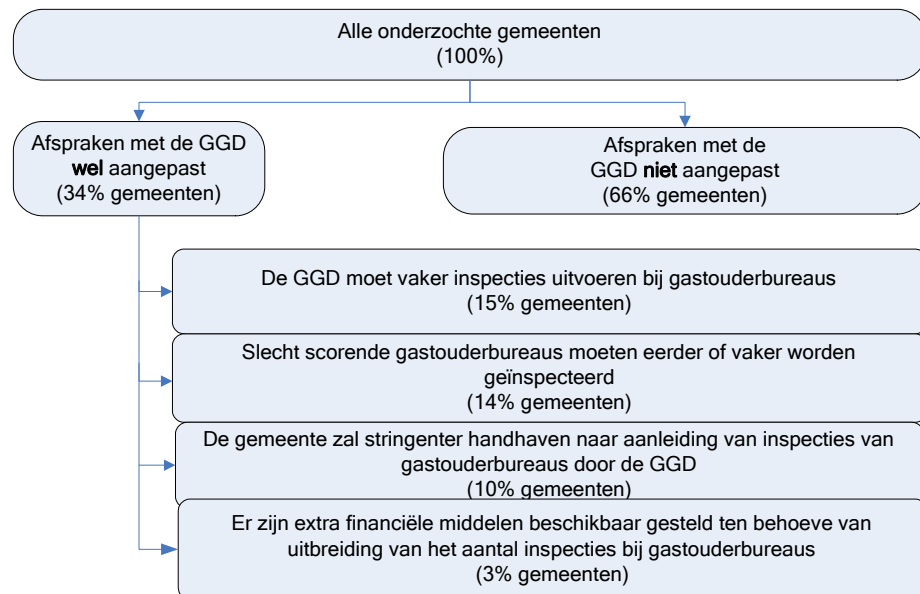 Alle onderzochte gemeenten
(100%)
Afspraken met de GGD
wel aangepast
(34% gemeenten)
Afspraken met de
GGD niet aangepast
(66% gemeenten)
De GGD moet vaker inspecties uitvoeren bij gastouderbureaus
(15% gemeenten)
Slecht scorende gastouderbureaus moeten eerder of vaker worden
geïnspecteerd
(14% gemeenten)
De gemeente zal stringenter handhaven naar aanleiding van inspecties van
gastouderbureaus door de GGD
(10% gemeenten)
Er zijn extra financiële middelen beschikbaar gesteld ten behoeve van
uitbreiding van het aantal inspecties bij gastouderbureaus
(3% gemeenten)